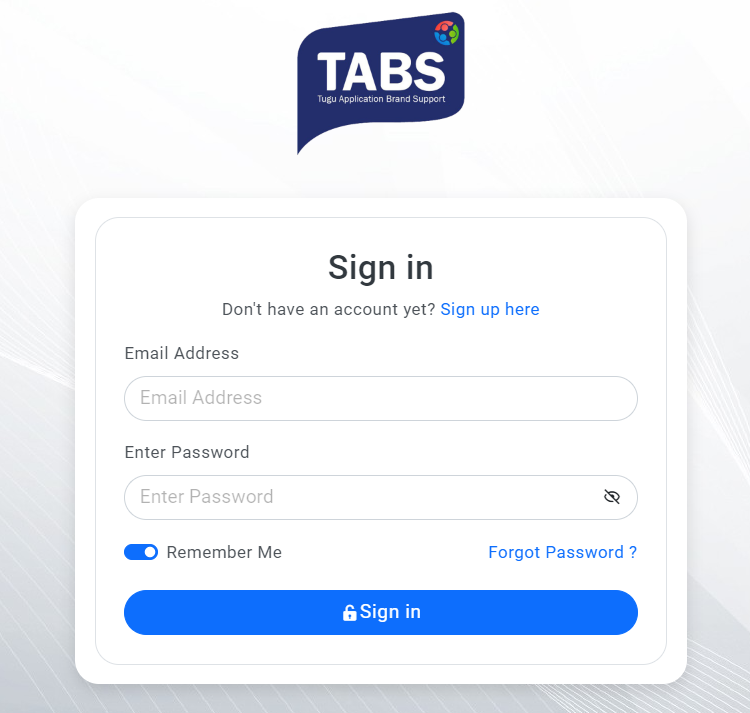 TABS
Tugu Application Brand Support
Sign in
Don't have an account yet? Sign up here
Email Address
Email Address
Enter Password
Enter Password
Remember Me Forgot Password ?
Sign in